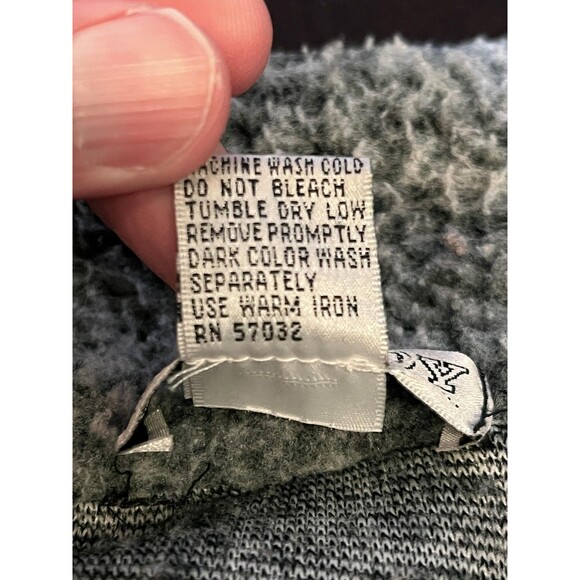 MACHINE WASH COLD
DO NOT BLEACH
TUMBLE DRY LOW
REMOVE PROMPTLY
DARK COLOR WASH
SEPARATELY
USE WARM IRON
RN 57032